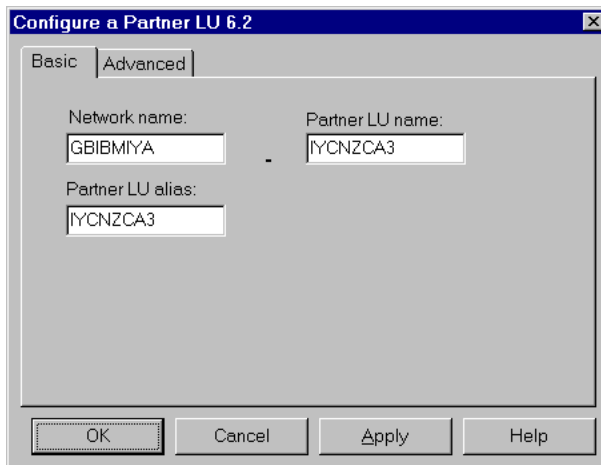 Configure a Partner LU 6.2
Basic Advanced
Network name: Partner LU name:
GBIBMIYA - IYCNZCA3
Partner LU alias:
IYCNZCA3
OK Cancel Apply Help